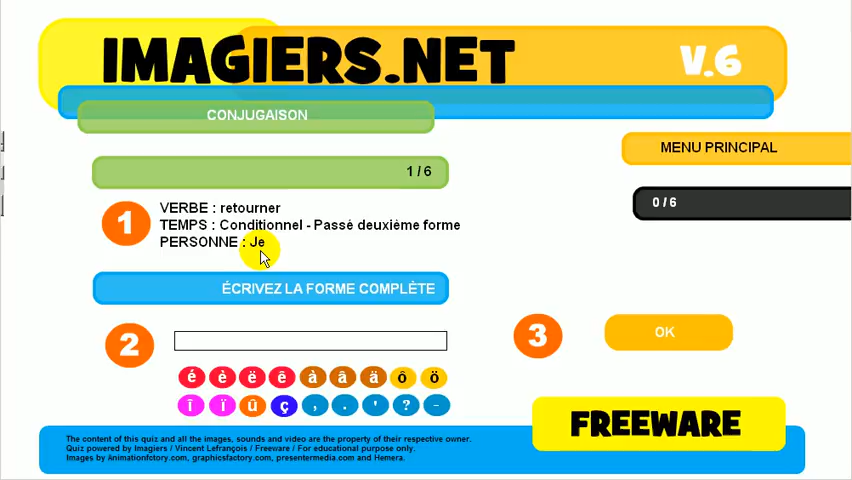 IMAGIERS.NET
V.6
CONJUGAISON
MENU PRINCIPAL
1 / 6
0 / 6
1
VERBE : retourner
TEMPS : Conditionnel - Passé deuxième forme
PERSONNE : Je
ÉCRIVEZ LA FORME COMPLÈTE
2
3
OK
é è ë ê à â ä ô ö
î ï û ç , . ' ? -
FREEWARE
The content of this quiz and all the images, sounds and video are the property of their respective owner.
Quiz powered by Imagiers / Vincent Lefrançois / Freeware / For educational purpose only.
Images by Animationfctory.com, graphicsfactory.com, presentermedia.com and Hemera.